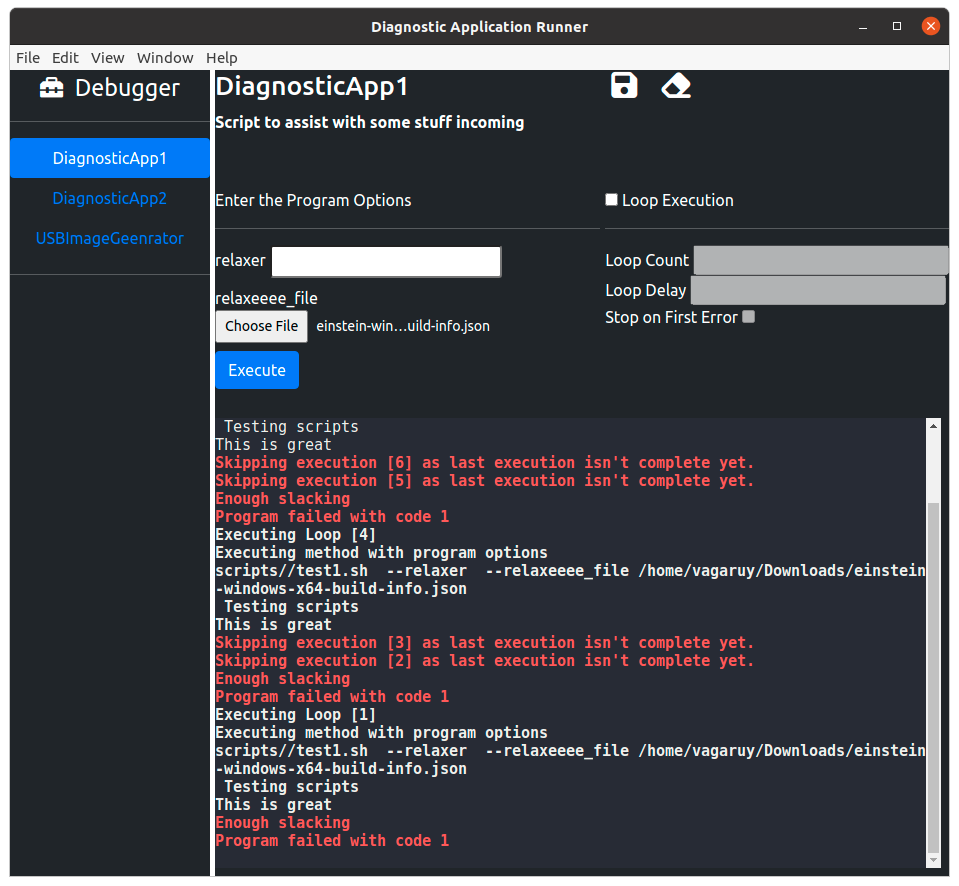 Diagnostic Application Runner
File Edit View Window Help
Debugger
DiagnosticApp1
DiagnosticApp2
USBImageGeenrator
DiagnosticApp1
Script to assist with some stuff incoming
Enter the Program Options
relaxer
relaxeeee_file
Choose File einstein-win…uild-info.json
Execute
Loop Execution
Loop Count
Loop Delay
Stop on First Error
Testing scripts
This is great
Skipping execution [6] as last execution isn't complete yet.
Skipping execution [5] as last execution isn't complete yet.
Enough slacking
Program failed with code 1
Executing Loop [4]
Executing method with program options
scripts//test1.sh  --relaxer  --relaxeeee_file /home/vagaruy/Downloads/einstein
-windows-x64-build-info.json
Testing scripts
This is great
Skipping execution [3] as last execution isn't complete yet.
Skipping execution [2] as last execution isn't complete yet.
Enough slacking
Program failed with code 1
Executing Loop [1]
Executing method with program options
scripts//test1.sh  --relaxer  --relaxeeee_file /home/vagaruy/Downloads/einstein
-windows-x64-build-info.json
Testing scripts
This is great
Enough slacking
Program failed with code 1